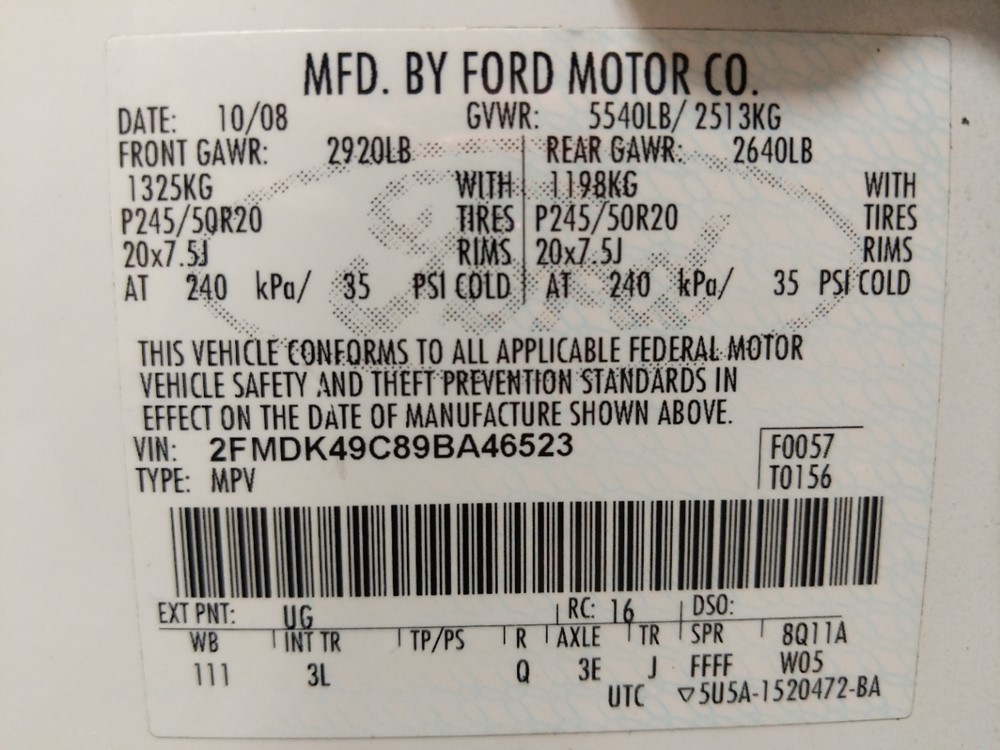 MFD. BY FORD MOTOR CO.
DATE: 10/08 GVWR: 5540LB/ 2513KG
FRONT GAWR: 2920LB REAR GAWR: 2640LB
1325KG WITH 1198KG WITH
P245/50R20 TIRES P245/50R20 TIRES
20x7.5J RIMS 20x7.5J RIMS
AT 240 kPa/ 35 PSI COLD AT 240 kPa/ 35 PSI COLD
THIS VEHICLE CONFORMS TO ALL APPLICABLE FEDERAL MOTOR
VEHICLE SAFETY AND THEFT PREVENTION STANDARDS IN
EFFECT ON THE DATE OF MANUFACTURE SHOWN ABOVE.
VIN: 2FMDK49C89BA46523 F0057
TYPE: MPV T0156
EXT PNT: UG RC: 16 DSO:
WB INT TR TP/PS R AXLE TR SPR 8Q11A
111 3L Q 3E J FFFF W05
UTC ▽5U5A-1520472-BA
Ford